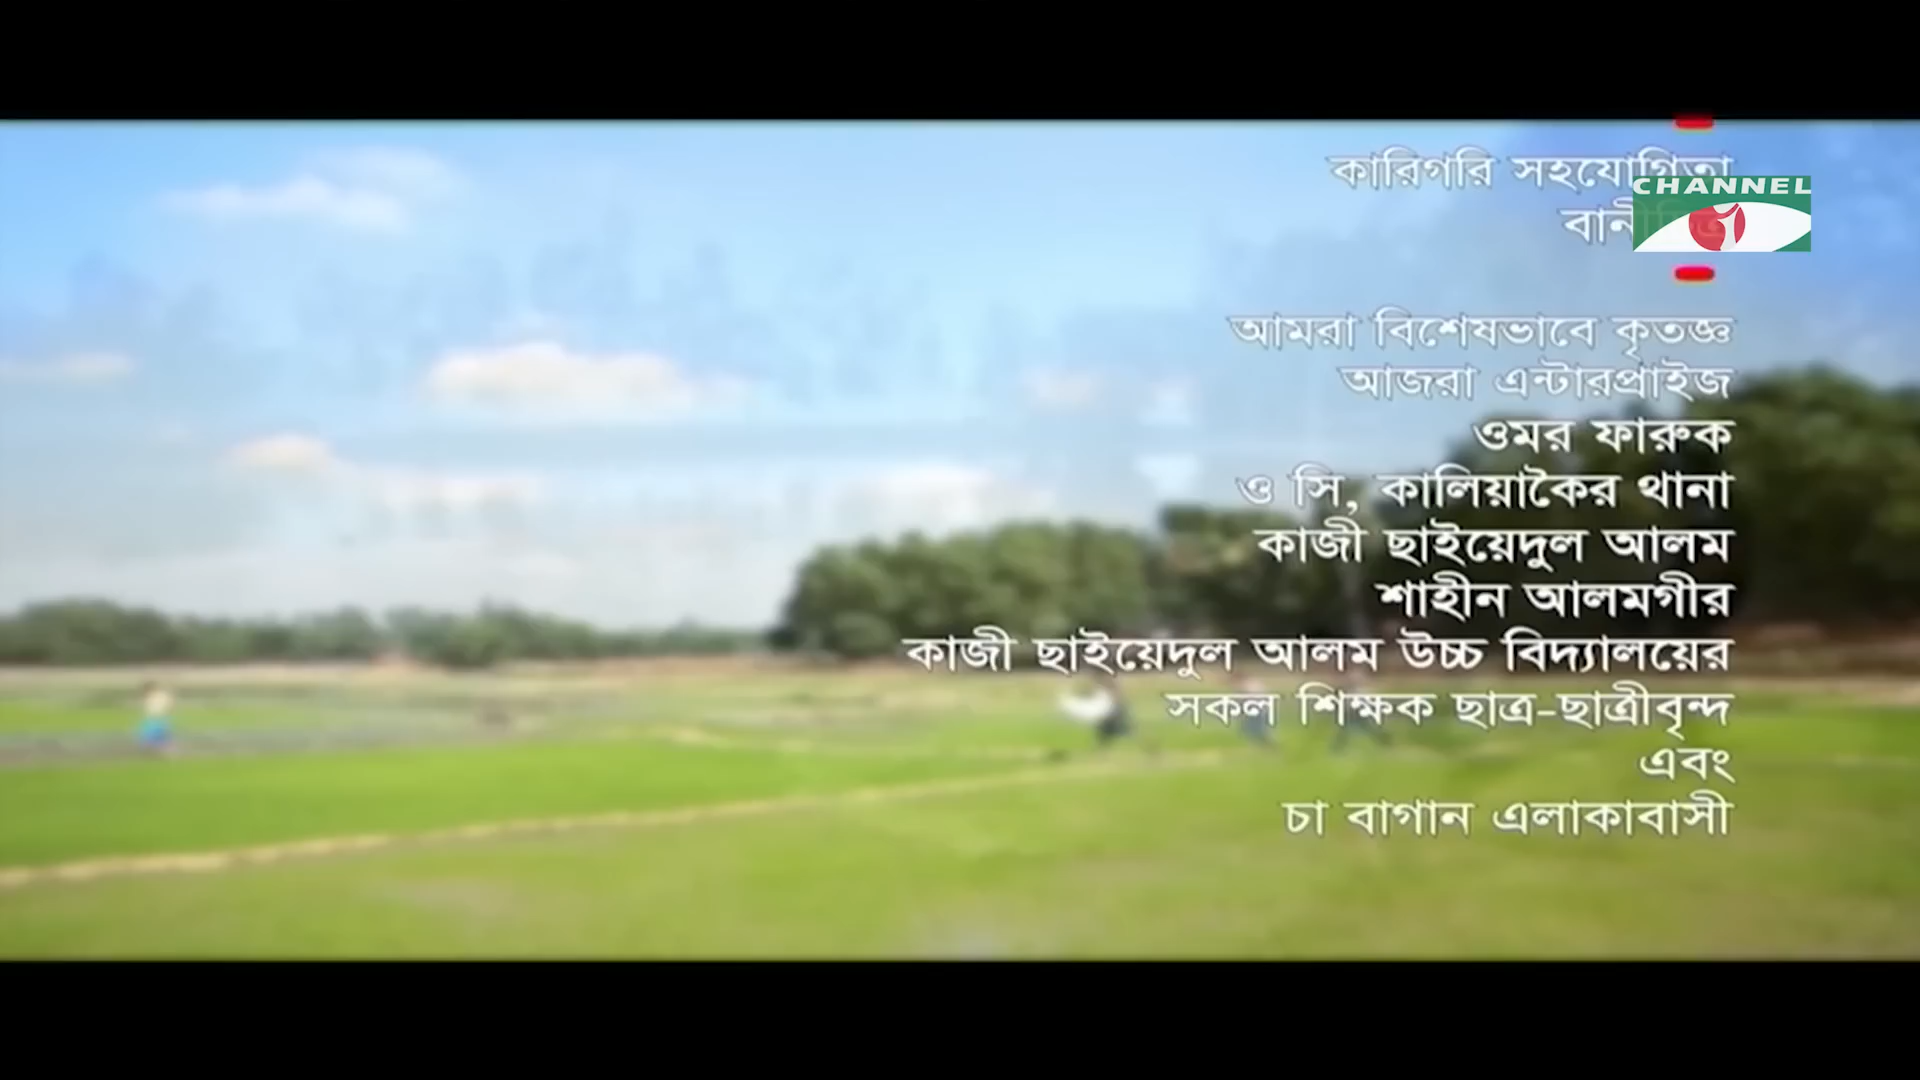 কারিগরি সহযোগিতা
CHANNEL
আমরা বিশেষভাবে কৃতজ্ঞ
আজরা এন্টারপ্রাইজ
ওমর ফারুক
ও সি, কালিয়াকৈর থানা
কাজী ছাইয়েদুল আলম
শাহীন আলমগীর
কাজী ছাইয়েদুল আলম উচ্চ বিদ্যালয়ের
সকল শিক্ষক ছাত্র-ছাত্রীবৃন্দ
এবং
চা বাগান এলাকাবাসী